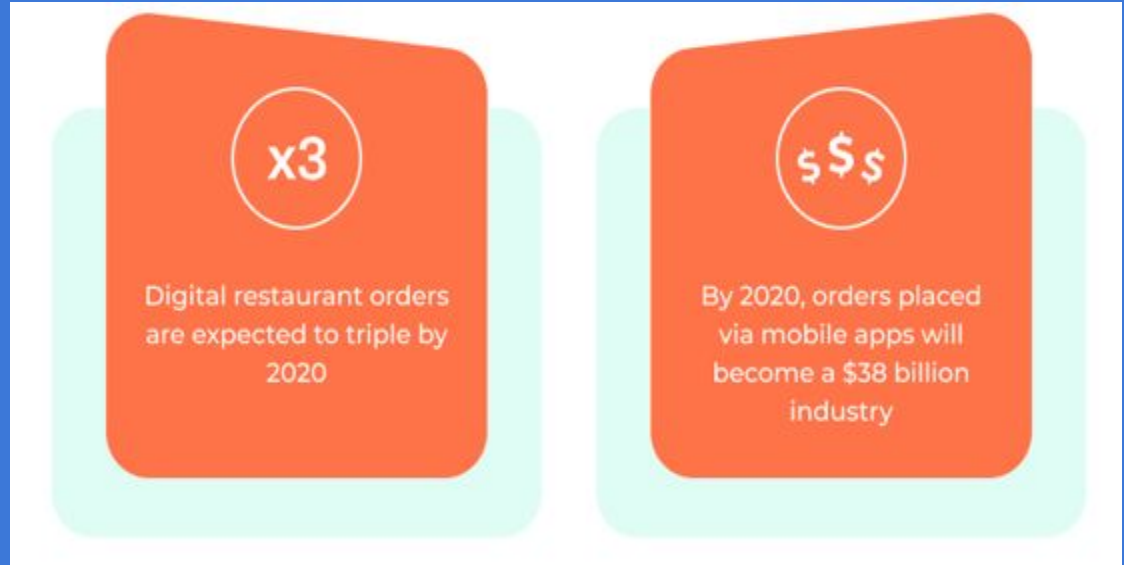 x3
Digital restaurant orders
are expected to triple by
2020
$ $ $
By 2020, orders placed
via mobile apps will
become a $38 billion
industry